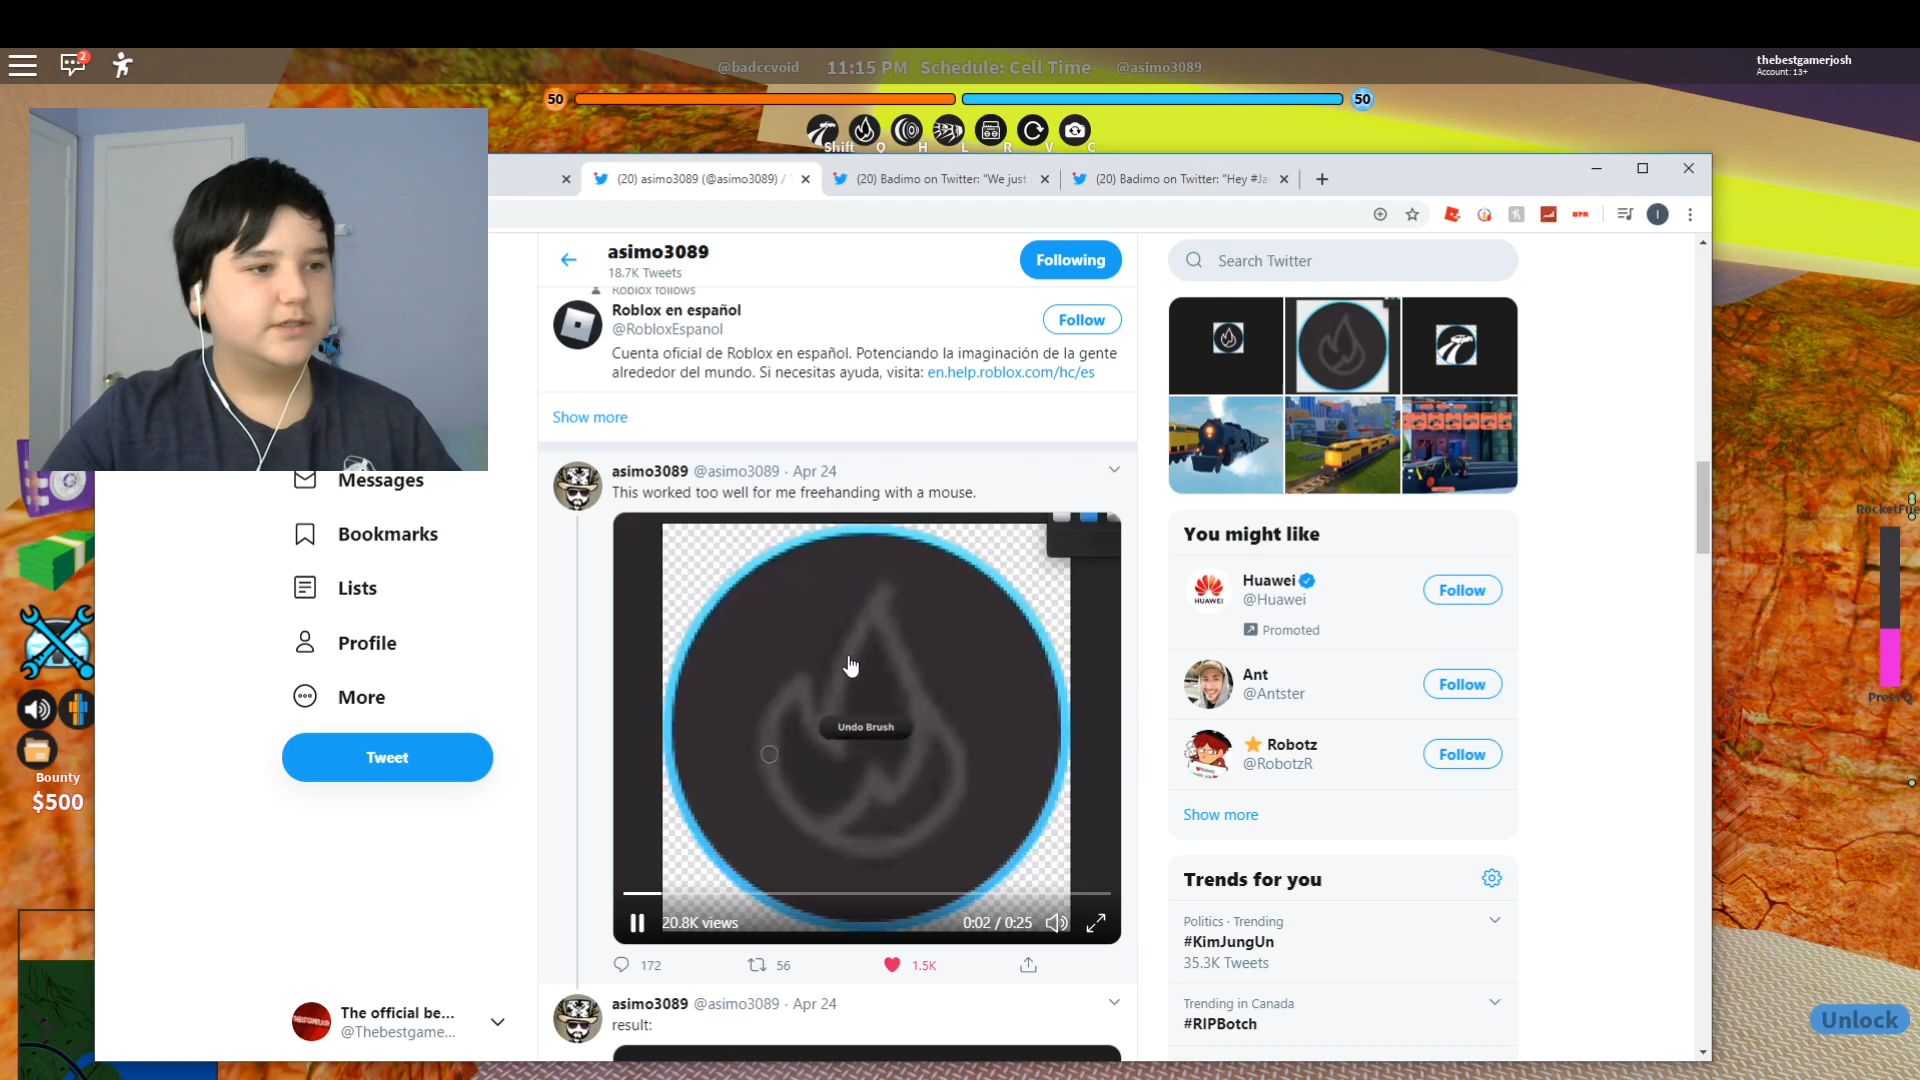 2
@badccvoid 11:15 PM Schedule: Cell Time @asimo3089
thebestgamerjosh
Account: 13+
50 50
Shift Q H L R V C
(20) asimo3089 (@asimo3089) /
(20) Badimo on Twitter: "We just
(20) Badimo on Twitter: "Hey #Ja
asimo3089
18.7K Tweets
Following
Search Twitter
Roblox follows
Roblox en español
@RobloxEspanol
Follow
Cuenta oficial de Roblox en español. Potenciando la imaginación de la gente
alrededor del mundo. Si necesitas ayuda, visita: en.help.roblox.com/hc/es
Show more
asimo3089 @asimo3089 · Apr 24
This worked too well for me freehanding with a mouse.
Undo Brush
20.8K views
0:02 / 0:25
172 56 1.5K
asimo3089 @asimo3089 · Apr 24
result:
Messages
Bookmarks
Lists
Profile
More
Tweet
The official be...
@Thebestgame...
You might like
Huawei
@Huawei
Promoted
Follow
HUAWEI
Ant
@Antster
Follow
Robotz
@RobotzR
Follow
Show more
Trends for you
Politics · Trending
#KimJungUn
35.3K Tweets
Trending in Canada
#RIPBotch
Bounty
$500
RocketFue
Press Q
Unlock